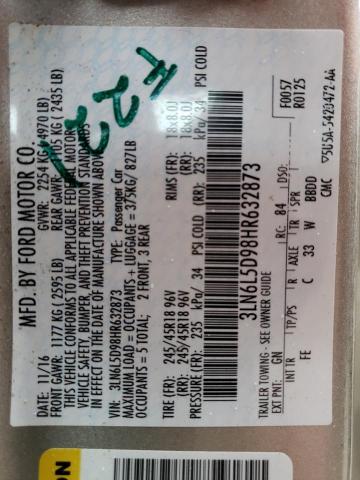 MFD. BY FORD MOTOR CO.
DATE: 11/16 GVWR: 2254 KG (4970 LB)
FRONT GAWR: 1177 KG (2595 LB) REAR GAWR: KG (2435 LB)
THIS VEHICLE CONFORMS TO ALL APPLICABLE FEDERAL MOTOR
VEHICLE SAFETY, BUMPER, AND THEFT PREVENTION STANDARDS
IN EFFECT ON THE DATE OF MANUFACTURE SHOWN ABOVE.
VIN: 3LN6L5D98HR632873 TYPE: Passenger Car
MAXIMUM LOAD = OCCUPANTS + LUGGAGE = 375KG/ 827LB
OCCUPANTS = 5 TOTAL; 2 FRONT, 3 REAR
TIRE (FR): 245/45R18 96V RIMS (FR): 18x8.0J
TIRE (RR): 245/45R18 96V (RR): 18x8.0J
PRESSURE (FR): 235 kPa/ 34 PSI COLD (RR): 235 kPa/ 34 PSI COLD
3LN6L5D98HR632873
F0057
R0125
TRAILER TOWING - SEE OWNER GUIDE
EXT PNT: GN RC: 84 DSO:
INT TR TP/PS R AXLE TR SPR
FE I C 33 W BBDD
CMC 5U5A-5420472-AA
ON